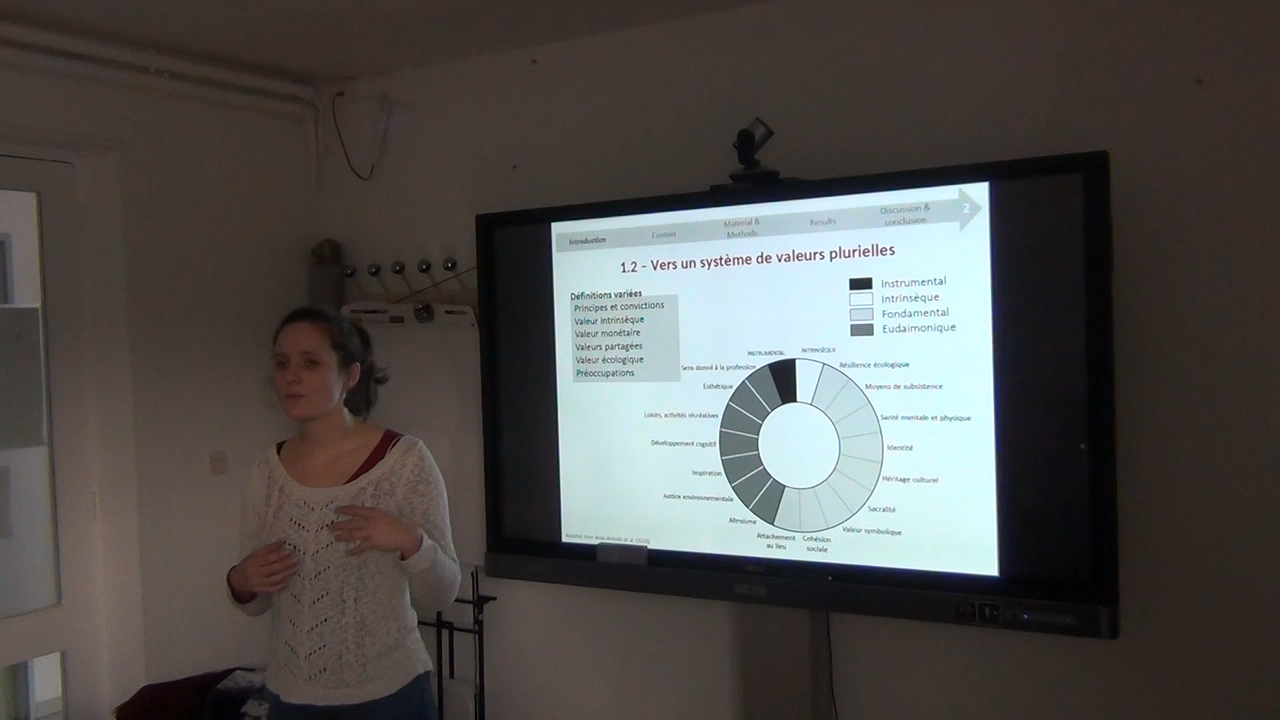 Introduction
Context
Material &
Methods
Results
Discussion &
conclusion
2
1.2 – Vers un système de valeurs plurielles
Définitions variées
Principes et convictions
Valeur intrinsèque
Valeur monétaire
Valeurs partagées
Valeur écologique
Préoccupations
Instrumental
Intrinsèque
Fondamental
Eudaimonique
INSTRUMENTAL
INTRINSÈQUE
Résilience écologique
Moyens de subsistence
Santé mentale et physique
Identité
Héritage culturel
Sacralité
Valeur symbolique
Cohésion
sociale
Attachement
au lieu
Altruisme
Justice environnementale
Inspiration
Développement cognitif
Loisirs, activités récréatives
Esthétique
Sens donné à la profession